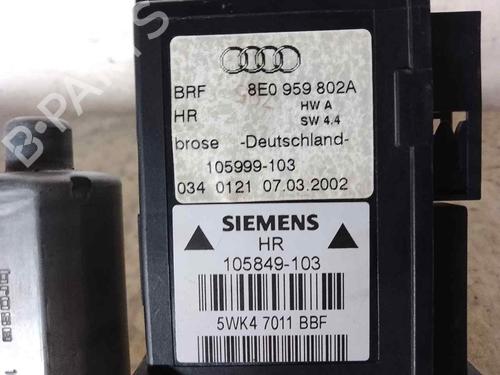 BRF 8E0 959 802A
HR HW A
SW 4.4
brose -Deutschland-
105999-103
034 0121 07.03.2002
SIEMENS
HR
105849-103
5WK4 7011 BBF
brose
B-PARTS